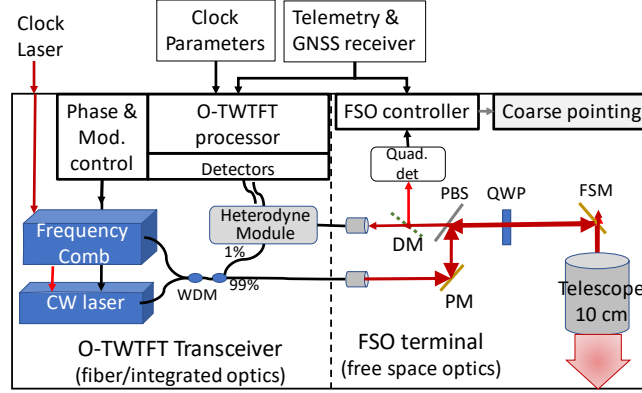 Clock
Laser
Clock
Parameters
Telemetry &
GNSS receiver
Phase &
Mod.
control
O-TWTFT
processor
Detectors
FSO controller
Coarse pointing
Quad.
det
PBS
QWP
FSM
Heterodyne
Module
DM
Frequency
Comb
1%
99%
WDM
CW laser
PM
Telescope
10 cm
O-TWTFT Transceiver
(fiber/integrated optics)
FSO terminal
(free space optics)